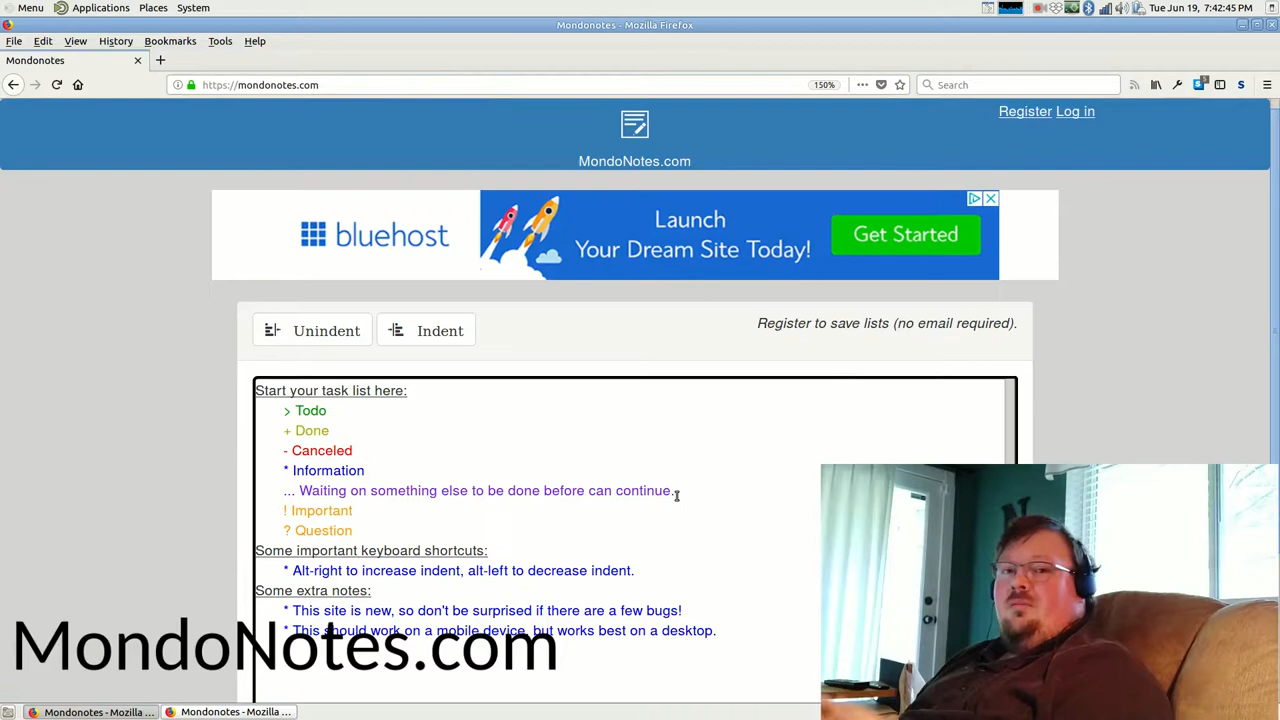 Menu Applications Places System Tue Jun 19, 7:42:45
Mondonotes - Mozilla Firefox
File Edit View History Bookmarks Tools Help
Mondonotes
https://mondonotes.com 150% Search
Register Log in
MondoNotes.com
bluehost
Launch
Your Dream Site Today!
Get Started
Unindent Indent Register to save lists (no email required).
Start your task list here:
> Todo
+ Done
- Canceled
* Information
... Waiting on something else to be done before can continue.
! Important
? Question
Some important keyboard shortcuts:
* Alt-right to increase indent, alt-left to decrease indent.
Some extra notes:
* This site is new, so don't be surprised if there are a few bugs!
* This should work on a mobile device, but works best on a desktop.
MondoNotes.com
Mondonotes - Mozilla ... Mondonotes - Mozilla ...